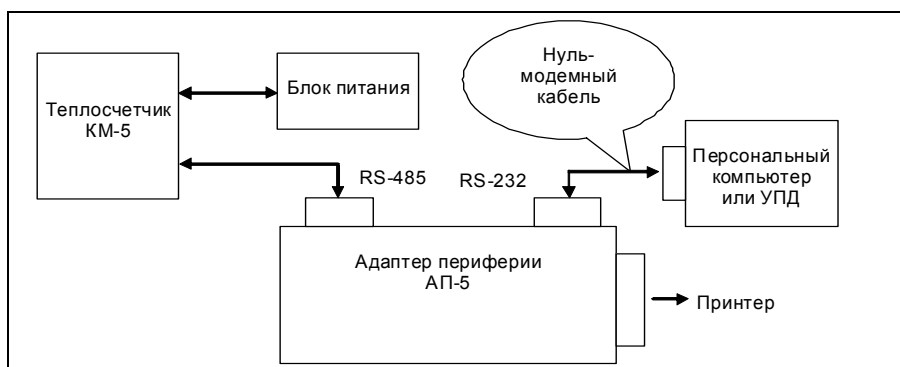 Теплосчетчик
КМ-5
Блок питания
Нуль-
модемный
кабель
Персональный
компьютер
или УПД
RS-485
RS-232
Адаптер периферии
АП-5
Принтер